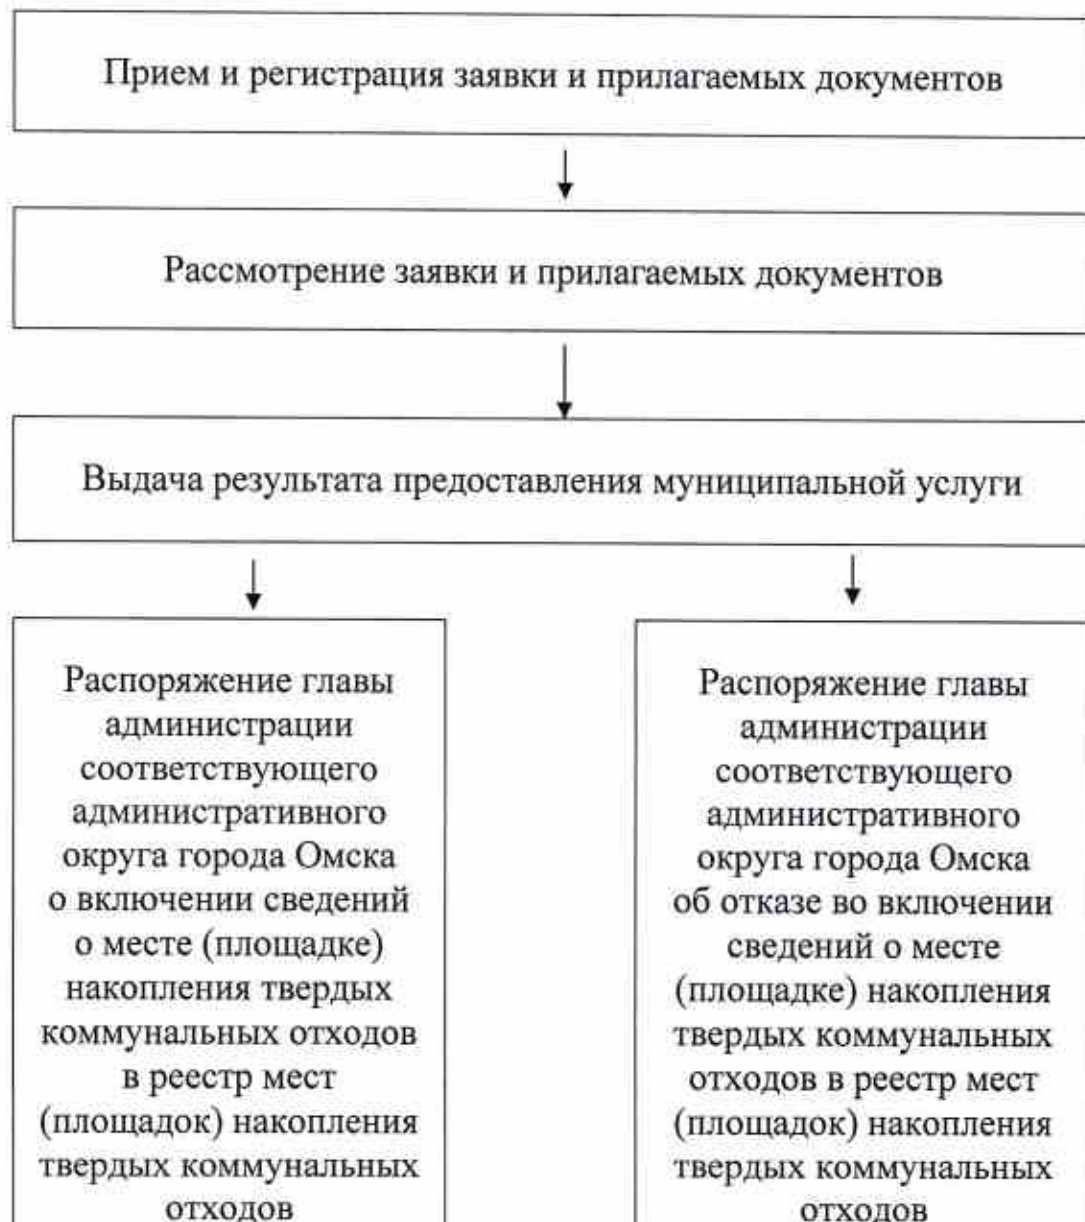 Прием и регистрация заявки и прилагаемых документов
Рассмотрение заявки и прилагаемых документов
Выдача результата предоставления муниципальной услуги
Распоряжение главы
администрации
соответствующего
административного
округа города Омска
о включении сведений
о месте (площадке)
накопления твердых
коммунальных отходов
в реестр мест
(площадок) накопления
твердых коммунальных
отходов
Распоряжение главы
администрации
соответствующего
административного
округа города Омска
об отказе во включении
сведений о месте
(площадке) накопления
твердых коммунальных
отходов в реестр мест
(площадок) накопления
твердых коммунальных
отходов